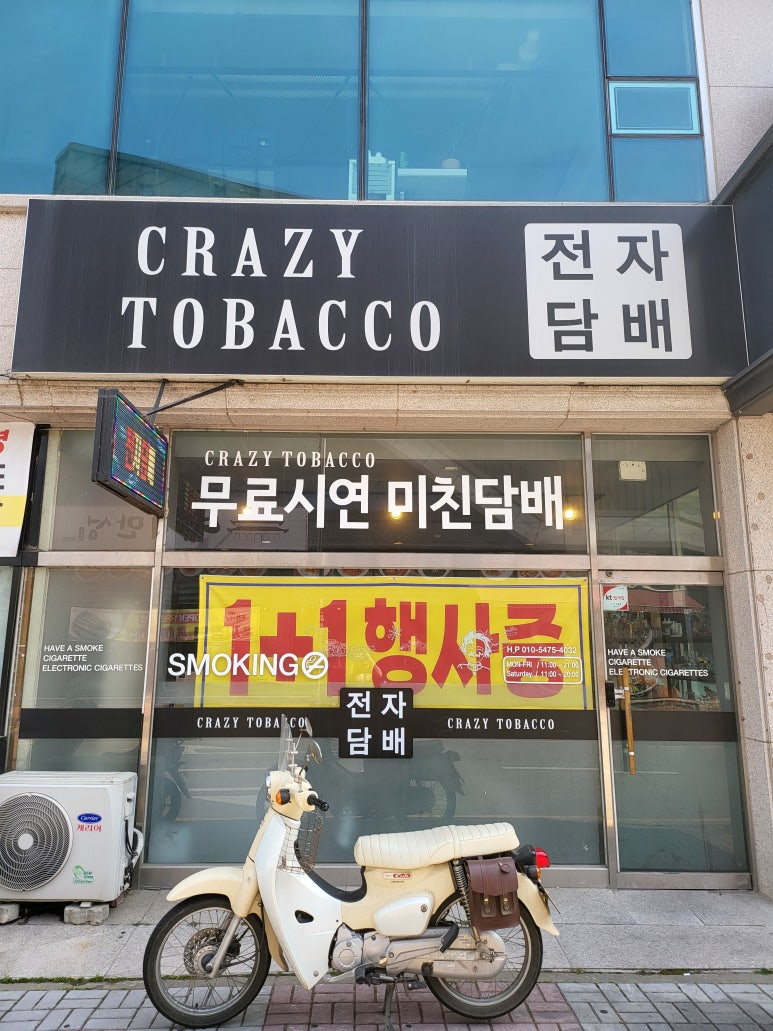 CRAZY
TOBACCO
전자
담배
CRAZY TOBACCO
무료시연 미친담배
1+1행사중
kt
H,P 010-5475-4032
MON-FRI / 11:00 - 21:00
Saturday / 11:00 - 20:00
HAVE A SMOKE
CIGARETTE
ELECTRONIC CIGARETTES
SMOKING
HAVE A SMOKE
CIGARETTE
ELECTRONIC CIGARETTES
전자
담배
CRAZY TOBACCO
CRAZY TOBACCO
Carrier
캐리어